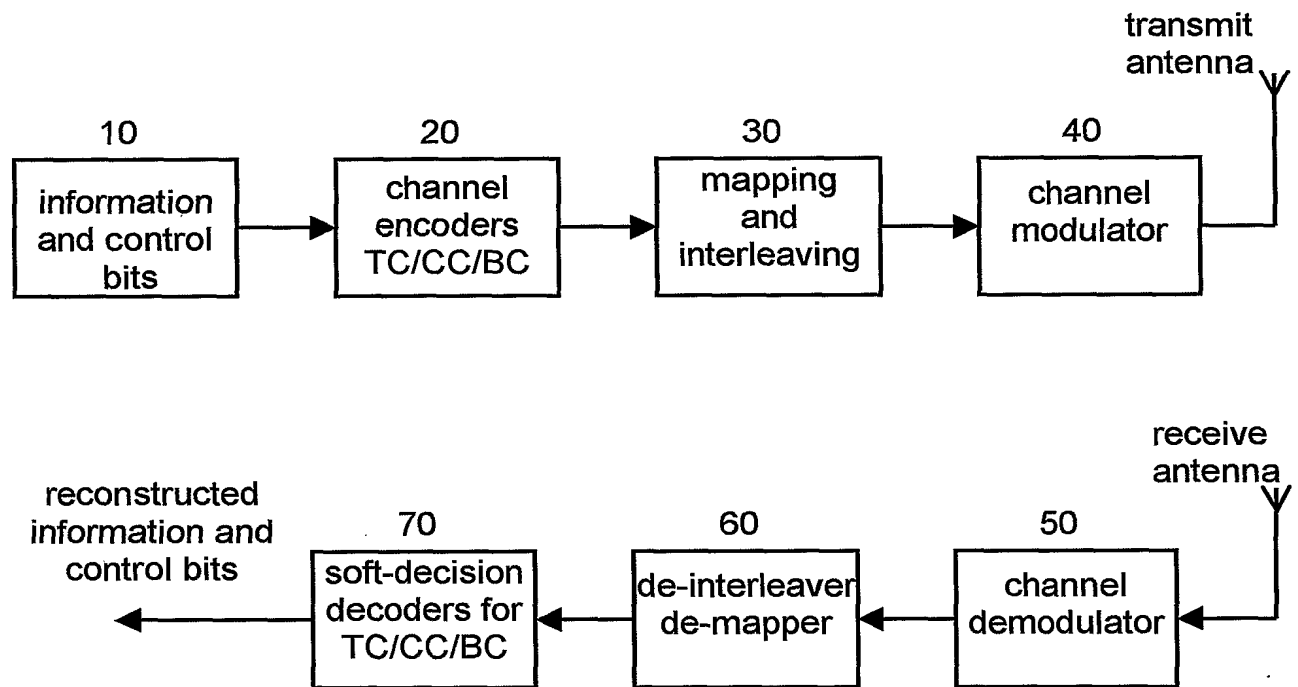 transmit
antenna
10
20
30
40
information
and control
bits
channel
encoders
TC/CC/BC
mapping
and
interleaving
channel
modulator
receive
antenna
reconstructed
information and
control bits
70
60
50
soft-decision
decoders for
TC/CC/BC
de-interleaver
de-mapper
channel
demodulator